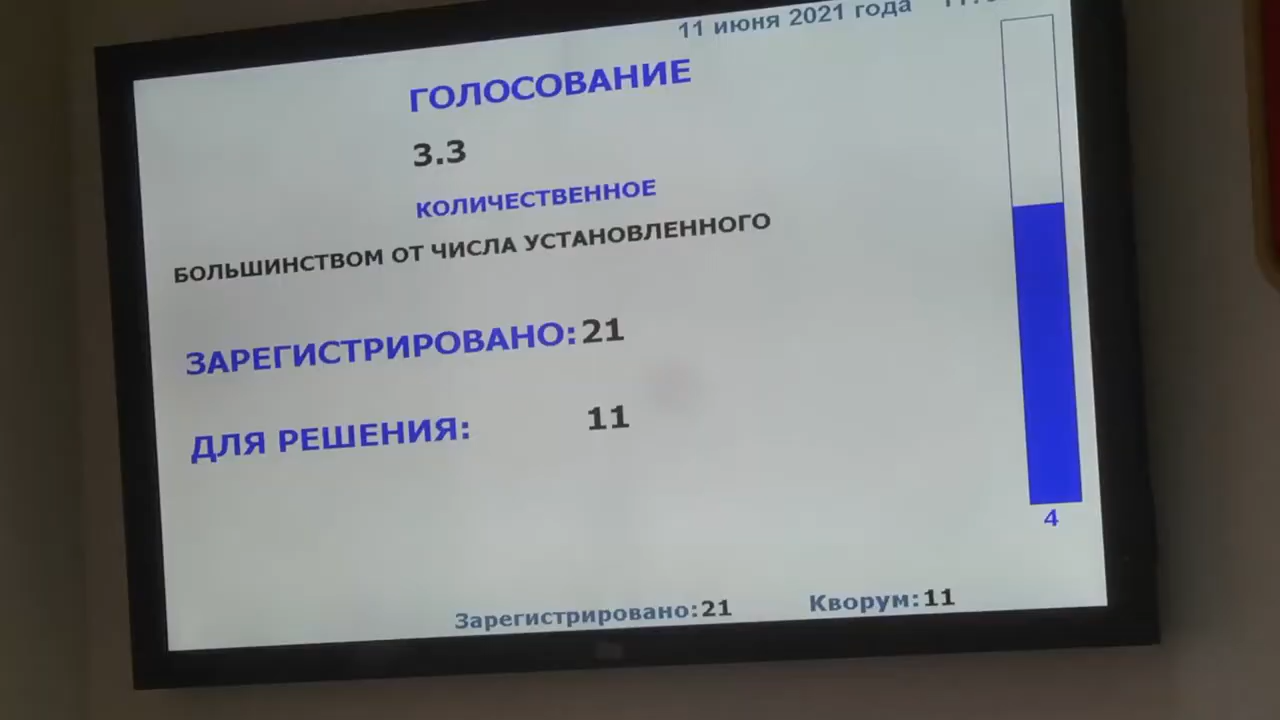 11 июня 2021 года
ГОЛОСОВАНИЕ
3.3
КОЛИЧЕСТВЕННОЕ
БОЛЬШИНСТВОМ ОТ ЧИСЛА УСТАНОВЛЕННОГО
ЗАРЕГИСТРИРОВАНО: 21
ДЛЯ РЕШЕНИЯ: 11
4
Зарегистрировано: 21 Кворум: 11